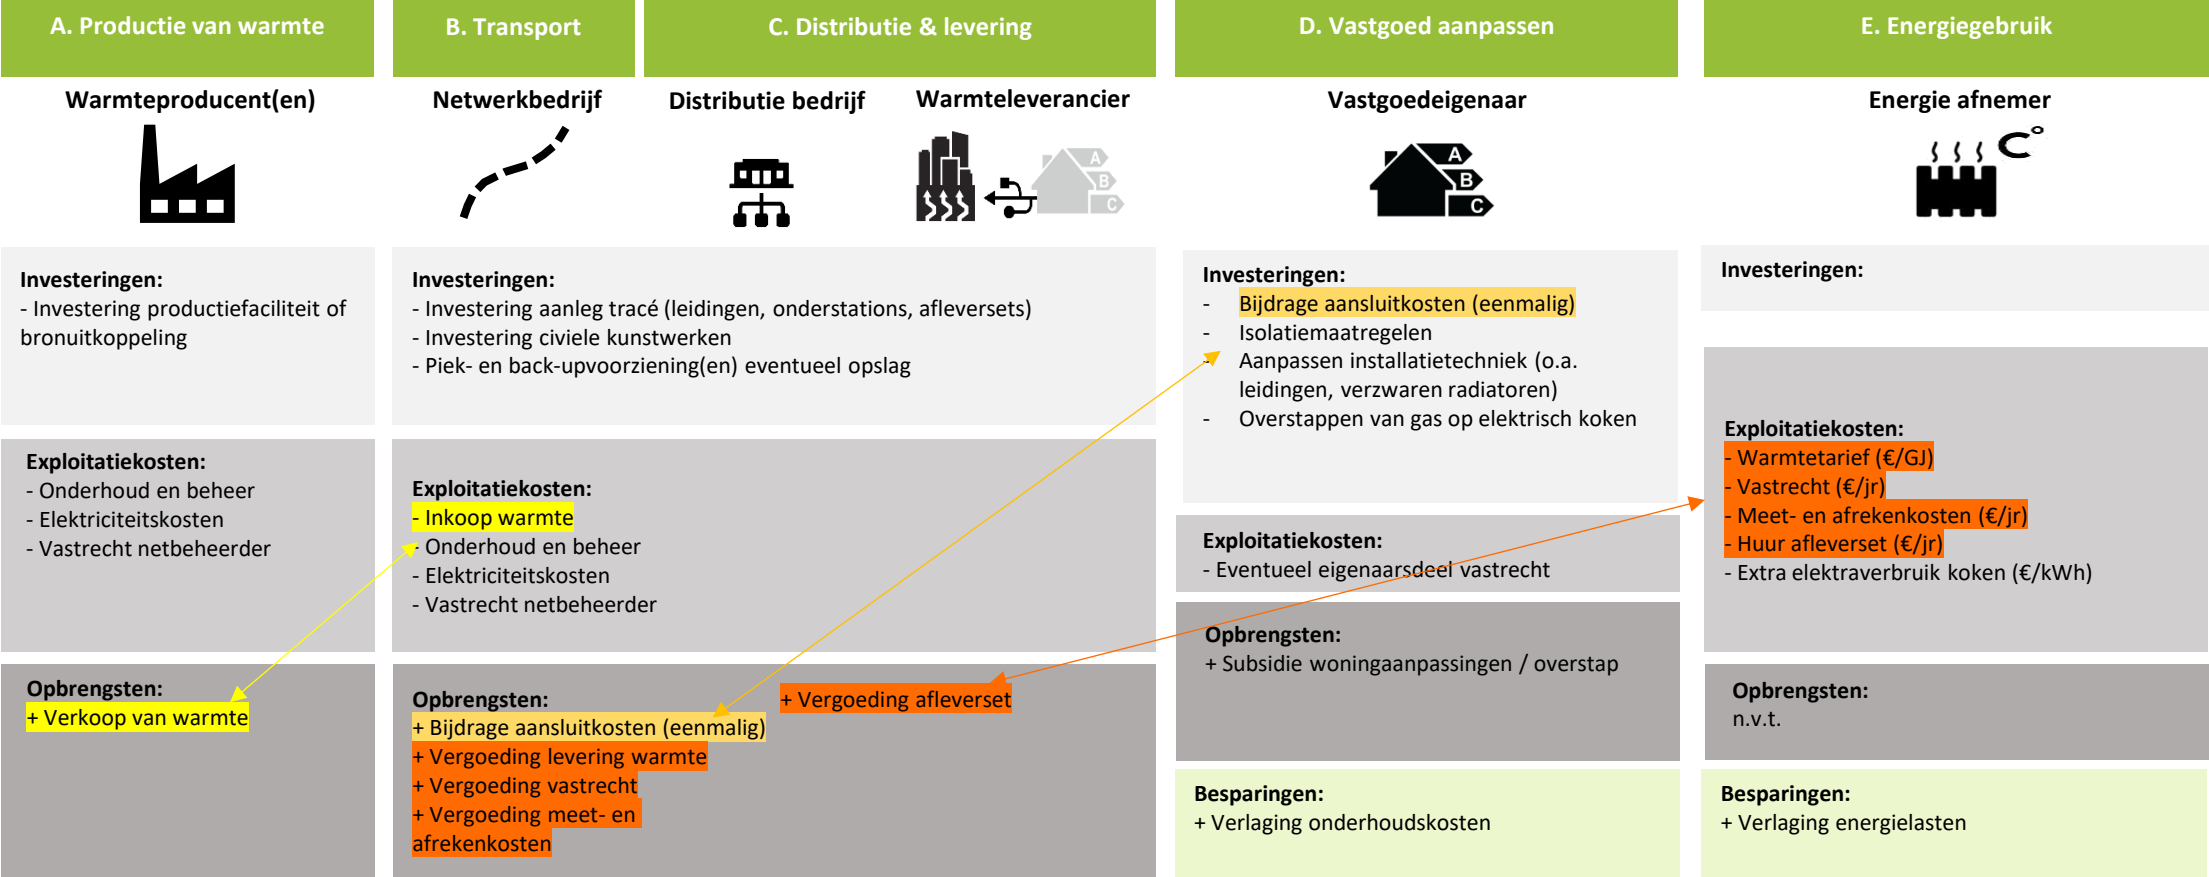 A. Productie van warmte
B. Transport
C. Distributie & levering
D. Vastgoed aanpassen
E. Energiegebruik
Warmteproducent(en)
Netwerkbedrijf
Distributie bedrijf
Warmteleverancier
Vastgoedeigenaar
Energie afnemer
A
B
C
A
B
C
C°
Investeringen:
- Investering productiefaciliteit of
bronuitkoppeling
Exploitatiekosten:
- Onderhoud en beheer
- Elektriciteitskosten
- Vastrecht netbeheerder
Opbrengsten:
+ Verkoop van warmte
Investeringen:
- Investering aanleg tracé (leidingen, onderstations, afleversets)
- Investering civiele kunstwerken
- Piek- en back-upvoorziening(en) eventueel opslag
Exploitatiekosten:
- Inkoop warmte
- Onderhoud en beheer
- Elektriciteitskosten
- Vastrecht netbeheerder
Opbrengsten:
+ Bijdrage aansluitkosten (eenmalig)
+ Vergoeding levering warmte
+ Vergoeding vastrecht
+ Vergoeding meet- en
afrekenkosten
+ Vergoeding afleverset
Investeringen:
- Bijdrage aansluitkosten (eenmalig)
- Isolatiemaatregelen
- Aanpassen installatietechniek (o.a.
leidingen, verzwaren radiatoren)
- Overstappen van gas op elektrisch koken
Exploitatiekosten:
- Eventueel eigenaarsdeel vastrecht
Opbrengsten:
+ Subsidie woningaanpassingen / overstap
Besparingen:
+ Verlaging onderhoudskosten
Investeringen:
Exploitatiekosten:
- Warmtetarief (€/GJ)
- Vastrecht (€/jr)
- Meet- en afrekenkosten (€/jr)
- Huur afleverset (€/jr)
- Extra elektraverbruik koken (€/kWh)
Opbrengsten:
n.v.t.
Besparingen:
+ Verlaging energielasten